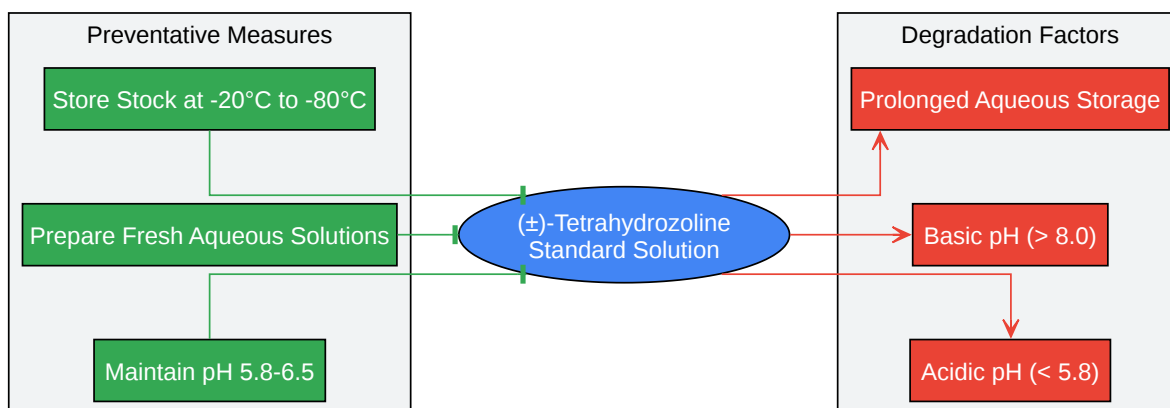 Preventative Measures
Store Stock at -20°C to -80°C
Prepare Fresh Aqueous Solutions
Maintain pH 5.8-6.5
(±)-Tetrahydrozoline
Standard Solution
Degradation Factors
Prolonged Aqueous Storage
Basic pH (> 8.0)
Acidic pH (< 5.8)